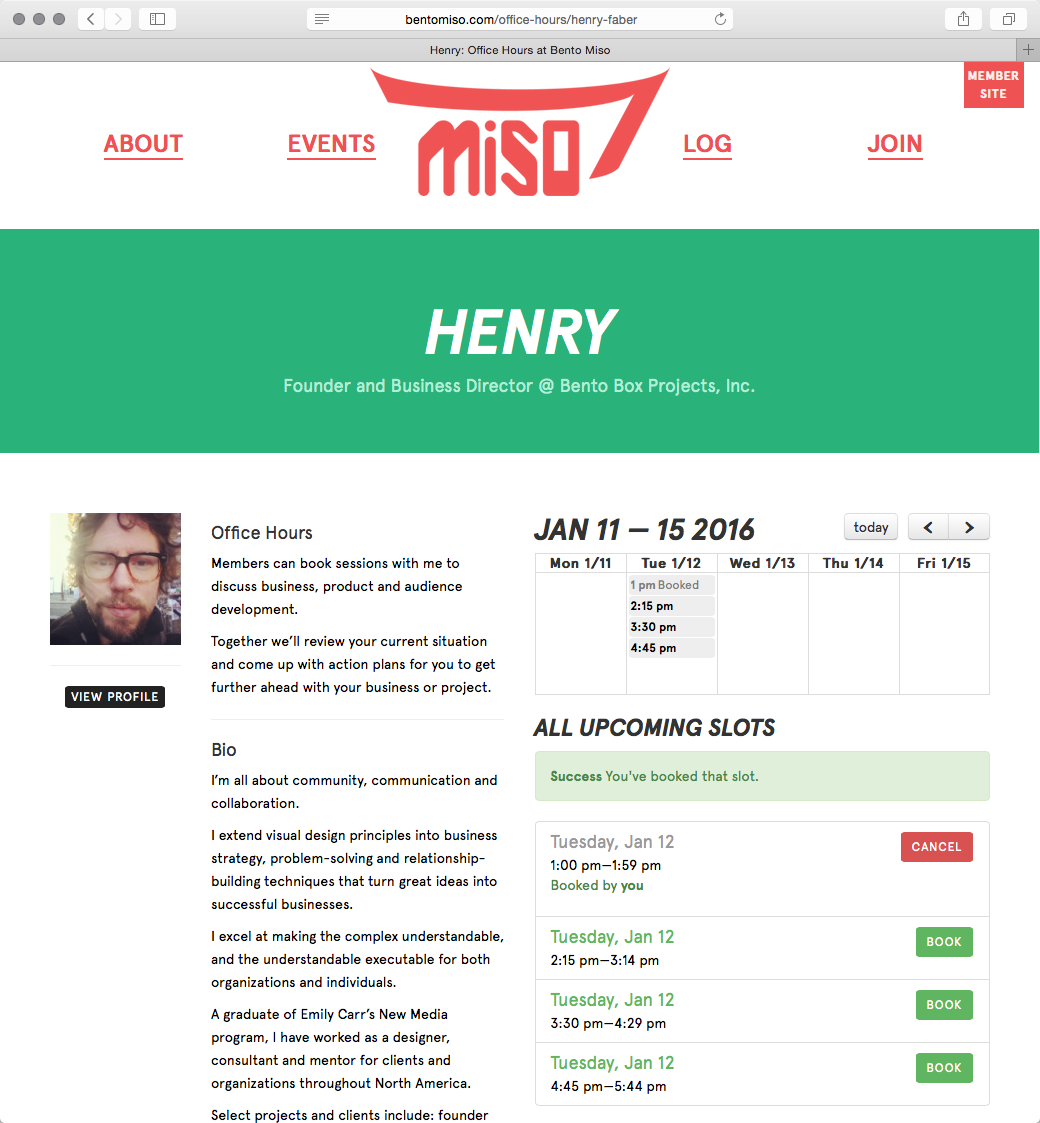 bentomiso.com/office-hours/henry-faber
Henry: Office Hours at Bento Miso
MEMBER
SITE
ABOUT
EVENTS
MISO
LOG
JOIN
HENRY
Founder and Business Director @ Bento Box Projects, Inc.
VIEW PROFILE
Office Hours
Members can book sessions with me to
discuss business, product and audience
development.
Together we’ll review your current situation
and come up with action plans for you to get
further ahead with your business or project.
Bio
I’m all about community, communication and
collaboration.
I extend visual design principles into business
strategy, problem-solving and relationship-
building techniques that turn great ideas into
successful businesses.
I excel at making the complex understandable,
and the understandable executable for both
organizations and individuals.
A graduate of Emily Carr’s New Media
program, I have worked as a designer,
consultant and mentor for clients and
organizations throughout North America.
Select projects and clients include: founder
JAN 11 — 15 2016
today
Mon 1/11 Tue 1/12 Wed 1/13 Thu 1/14 Fri 1/15
1 pm Booked
2:15 pm
3:30 pm
4:45 pm
ALL UPCOMING SLOTS
Success You've booked that slot.
Tuesday, Jan 12
1:00 pm—1:59 pm
Booked by you
CANCEL
Tuesday, Jan 12
2:15 pm—3:14 pm
BOOK
Tuesday, Jan 12
3:30 pm—4:29 pm
BOOK
Tuesday, Jan 12
4:45 pm—5:44 pm
BOOK